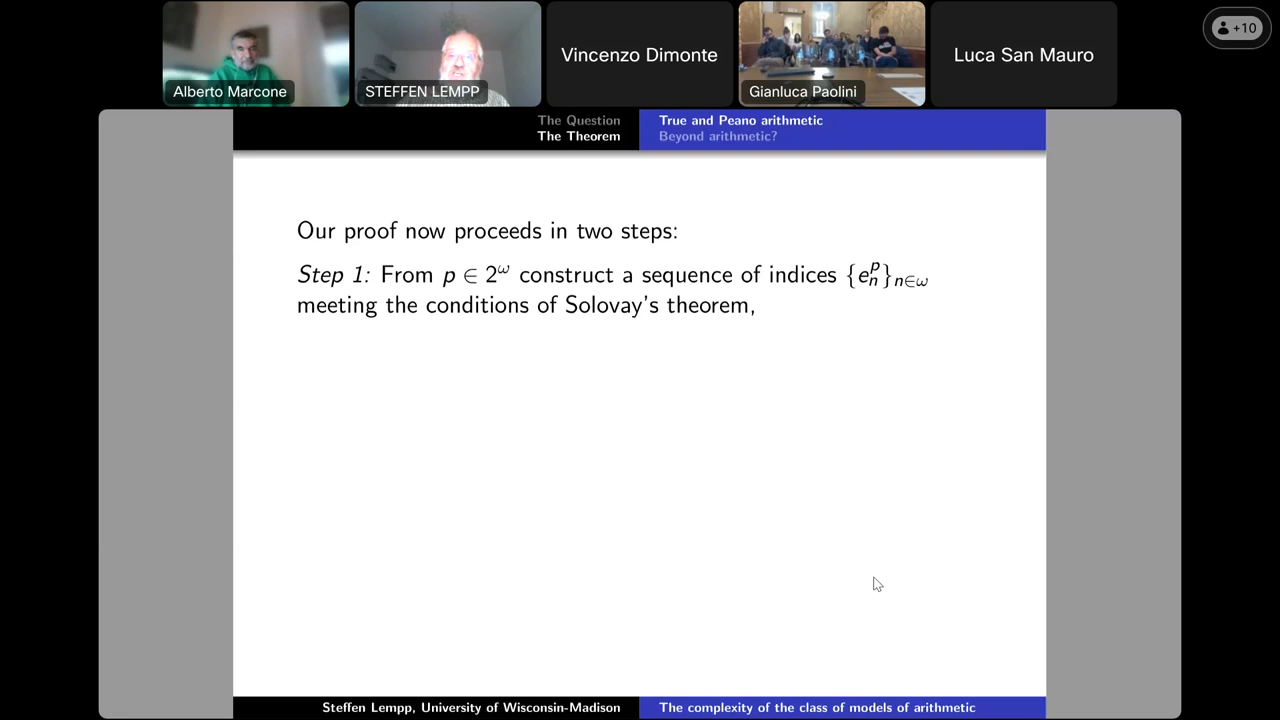 Alberto Marcone
STEFFEN LEMPP
Vincenzo Dimonte
Gianluca Paolini
Luca San Mauro
+10
The Question
The Theorem
True and Peano arithmetic
Beyond arithmetic?
Our proof now proceeds in two steps:
Step 1: From p ∈ 2^ω construct a sequence of indices {e_n^p}_{n∈ω}
meeting the conditions of Solovay's theorem,
Steffen Lempp, University of Wisconsin-Madison
The complexity of the class of models of arithmetic